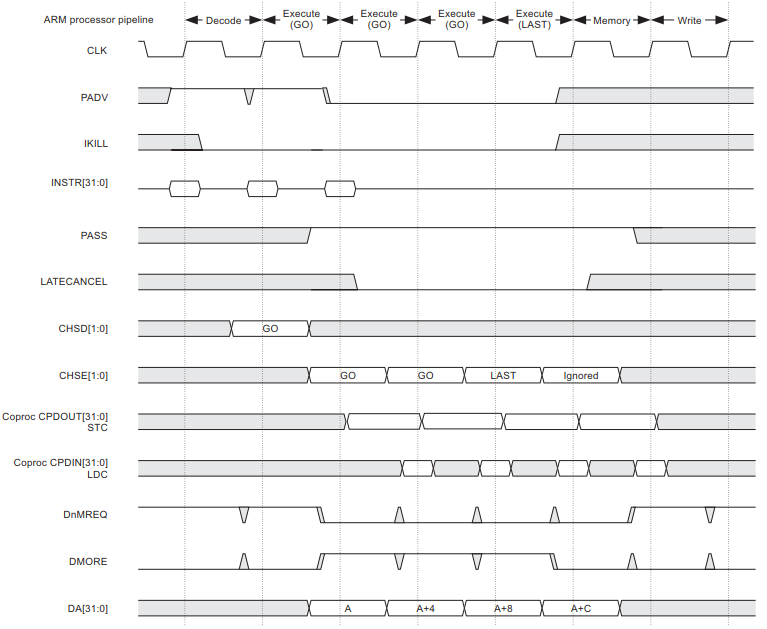 ARM processor pipeline
Decode
Execute
(GO)
Execute
(GO)
Execute
(GO)
Execute
(LAST)
Memory
Write
CLK
PADV
IKILL
INSTR[31:0]
PASS
LATECANCEL
CHSD[1:0]
GO
CHSE[1:0]
GO
GO
LAST
Ignored
Coproc CPDOUT[31:0]
STC
Coproc CPDIN[31:0]
LDC
DnMREQ
DMORE
DA[31:0]
A
A+4
A+8
A+C